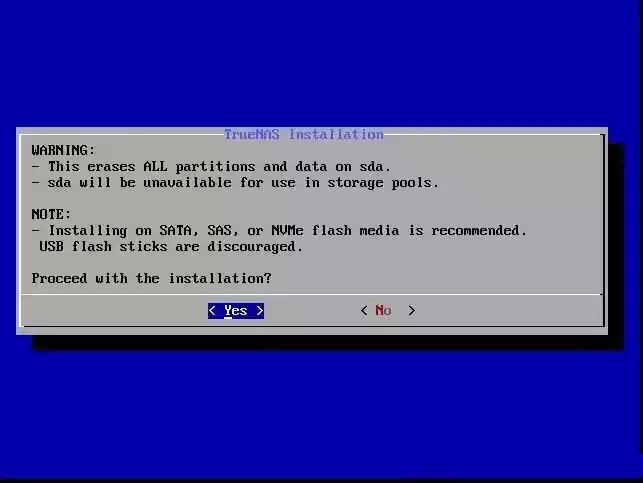 TrueNAS Installation
WARNING:
- This erases ALL partitions and data on sda.
- sda will be unavailable for use in storage pools.
NOTE:
- Installing on SATA, SAS, or NVMe flash media is recommended.
USB flash sticks are discouraged.
Proceed with the installation?
< Yes > < No >